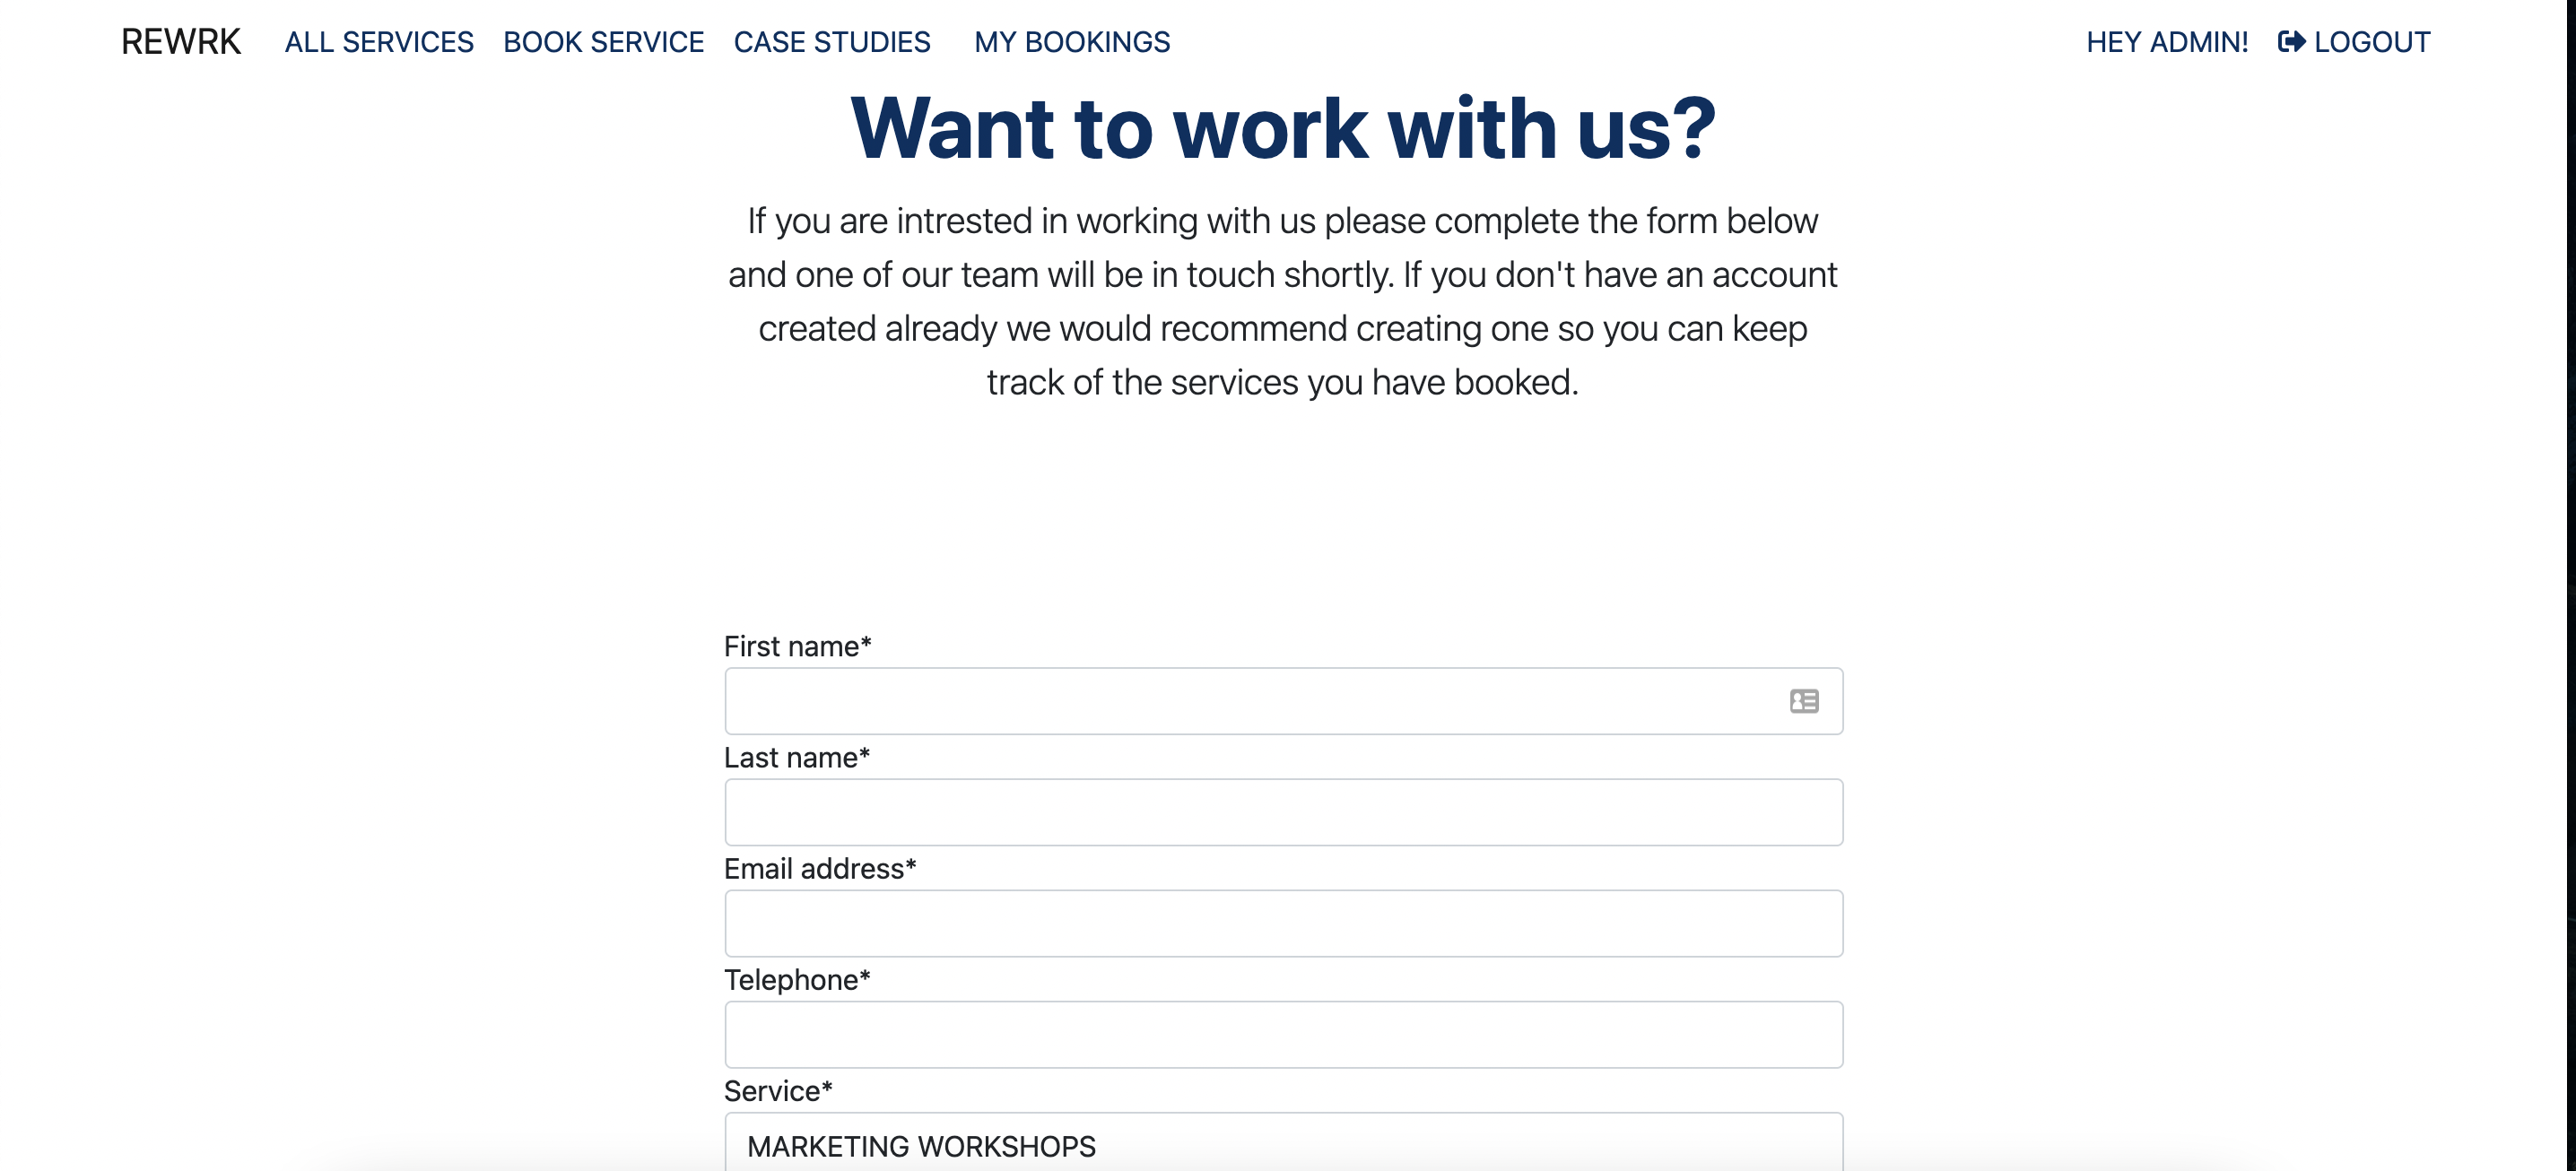 REWRK ALL SERVICES BOOK SERVICE CASE STUDIES MY BOOKINGS HEY ADMIN! LOGOUT
Want to work with us?
If you are intrested in working with us please complete the form below
and one of our team will be in touch shortly. If you don't have an account
created already we would recommend creating one so you can keep
track of the services you have booked.
First name*
Last name*
Email address*
Telephone*
Service*
MARKETING WORKSHOPS